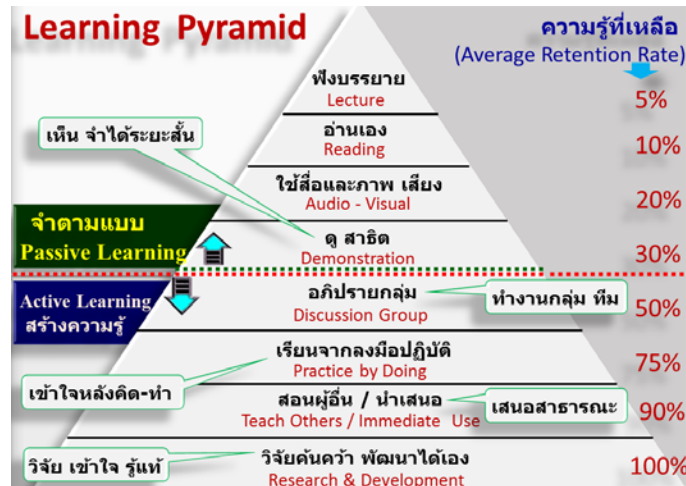 Learning Pyramid
ความรู้ที่เหลือ
(Average Retention Rate)
ฟังบรรยาย
Lecture
5%
เห็น จำได้ระยะสั้น
อ่านเอง
Reading
10%
ใช้สื่อและภาพ เสียง
Audio - Visual
20%
จำตามแบบ
Passive Learning
ดู สาธิต
Demonstration
30%
Active Learning
สร้างความรู้
อภิปรายกลุ่ม
Discussion Group
ทำงานกลุ่ม ทีม
50%
เรียนจากลงมือปฏิบัติ
Practice by Doing
75%
เข้าใจหลังคิด-ทำ
สอนผู้อื่น / นำเสนอ
Teach Others / Immediate Use
เสนอสาธารณะ
90%
วิจัย เข้าใจ รู้แท้
วิจัยค้นคว้า พัฒนาได้เอง
Research & Development
100%